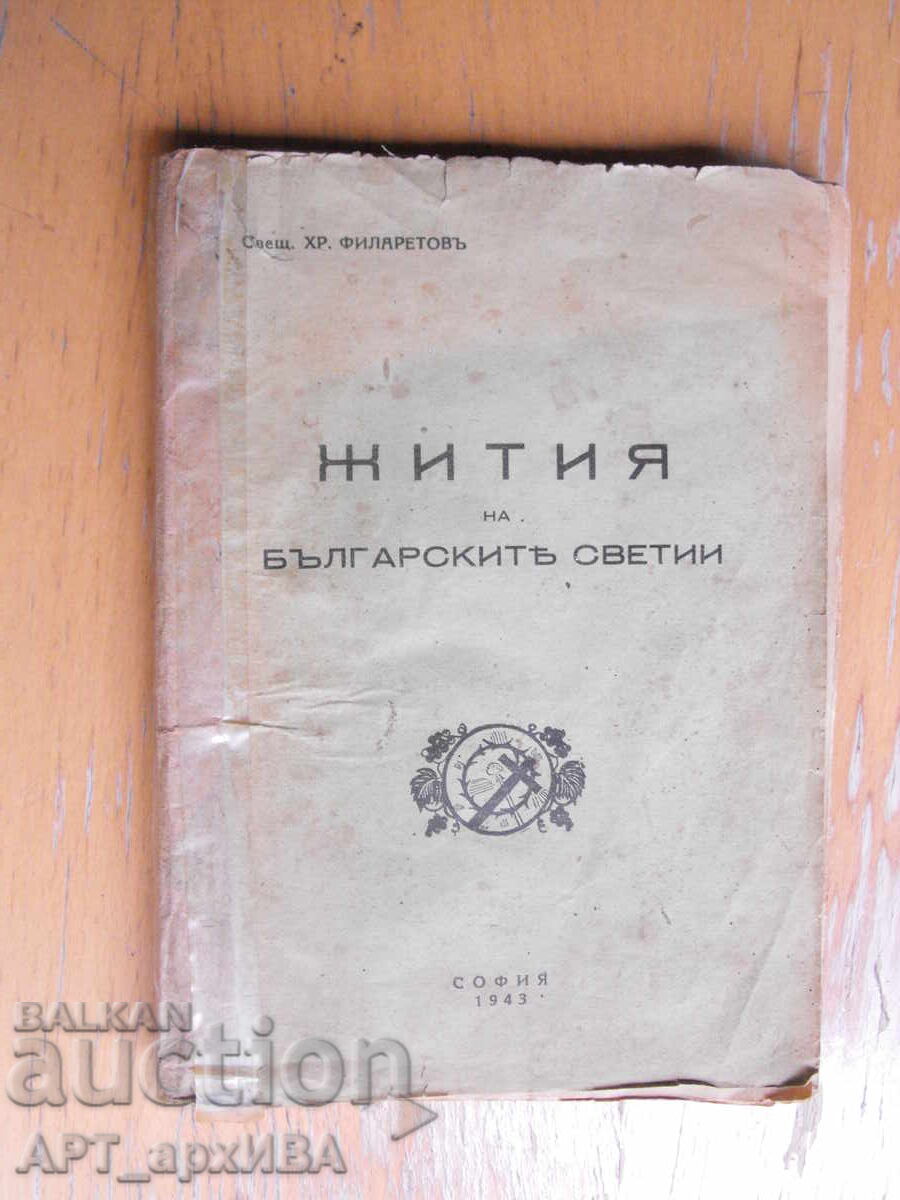 Свещ. ХР. ФИЛАРЕТОВЪ
ЖИТИЯ
НА
БЪЛГАРСКИТѢ СВЕТИИ
СОФИЯ
1943
BALKAN
auction
АРТ_архИВА